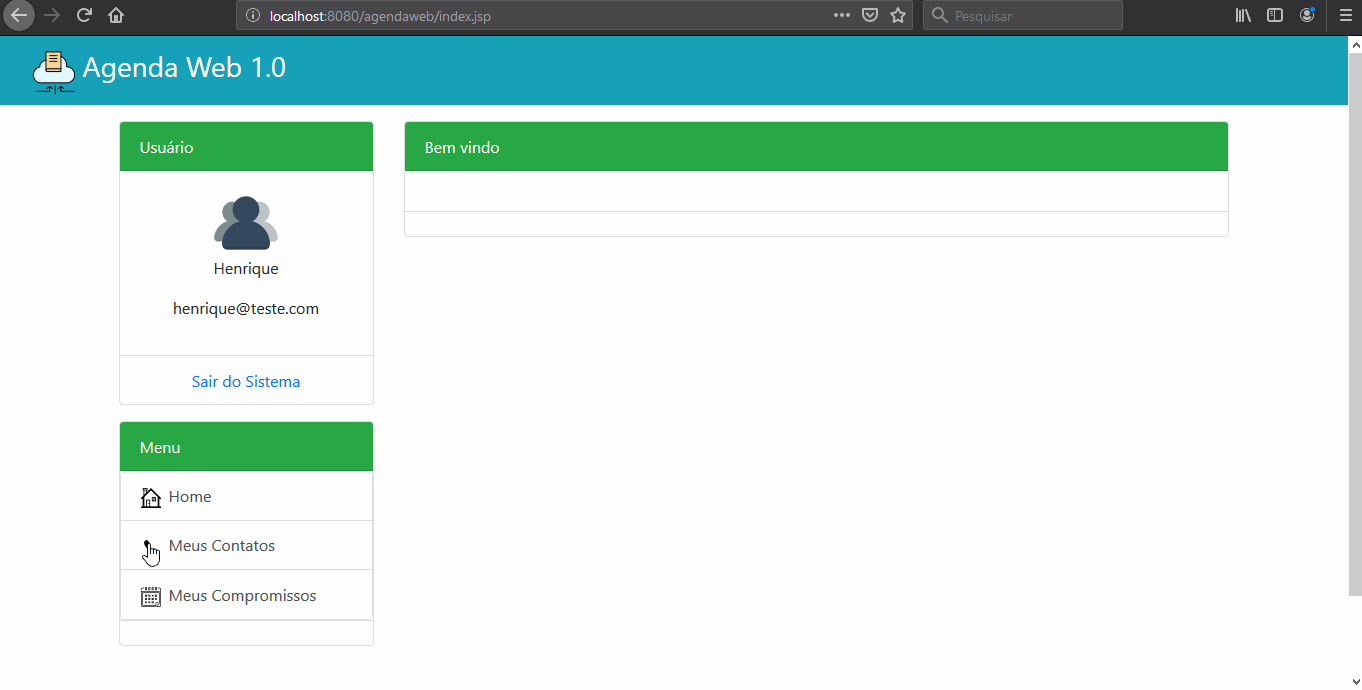 localhost:8080/agendaweb/index.jsp
Pesquisar
Agenda Web 1.0
Usuário
Henrique
henrique@teste.com
Sair do Sistema
Menu
Home
Meus Contatos
Meus Compromissos
Bem vindo